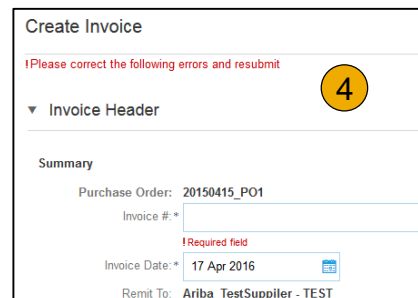 Create Invoice
!Please correct the following errors and resubmit
4
▼ Invoice Header
Summary
Purchase Order: 20150415_PO1
Invoice #:*
! Required field
Invoice Date:* 17 Apr 2016
Remit To: Ariba_TestSuppiler - TEST